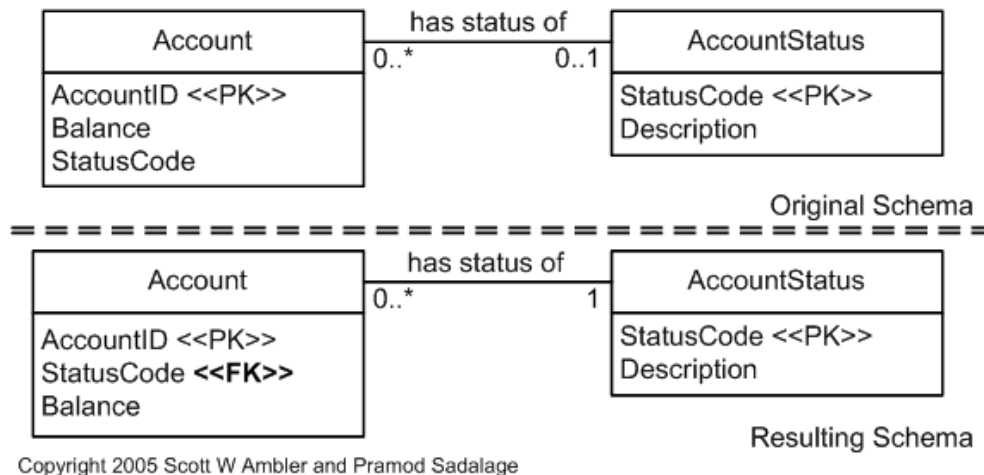 Account
has status of
AccountStatus
0..*
0..1
AccountID <<PK>>
Balance
StatusCode
StatusCode <<PK>>
Description
Original Schema
Account
has status of
AccountStatus
0..*
1
AccountID <<PK>>
StatusCode <<FK>>
Balance
StatusCode <<PK>>
Description
Resulting Schema
Copyright 2005 Scott W Ambler and Pramod Sadalage